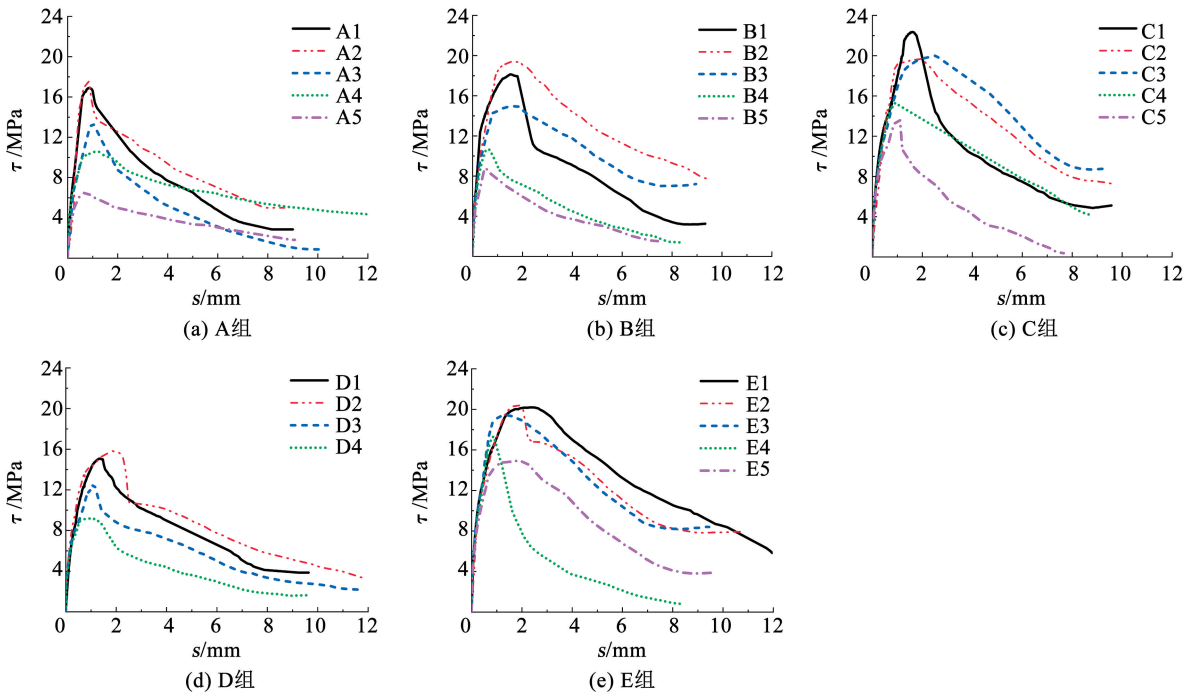 24
20
16
12
8
4
0
2
4
6
8
10
12
τ/MPa
s/mm
A1
A2
A3
A4
A5
(a) A组
24
20
16
12
8
4
0
2
4
6
8
10
12
τ/MPa
s/mm
B1
B2
B3
B4
B5
(b) B组
24
20
16
12
8
4
0
2
4
6
8
10
12
τ/MPa
s/mm
C1
C2
C3
C4
C5
(c) C组
24
20
16
12
8
4
0
2
4
6
8
10
12
τ/MPa
s/mm
D1
D2
D3
D4
(d) D组
24
20
16
12
8
4
0
2
4
6
8
10
12
τ/MPa
s/mm
E1
E2
E3
E4
E5
(e) E组